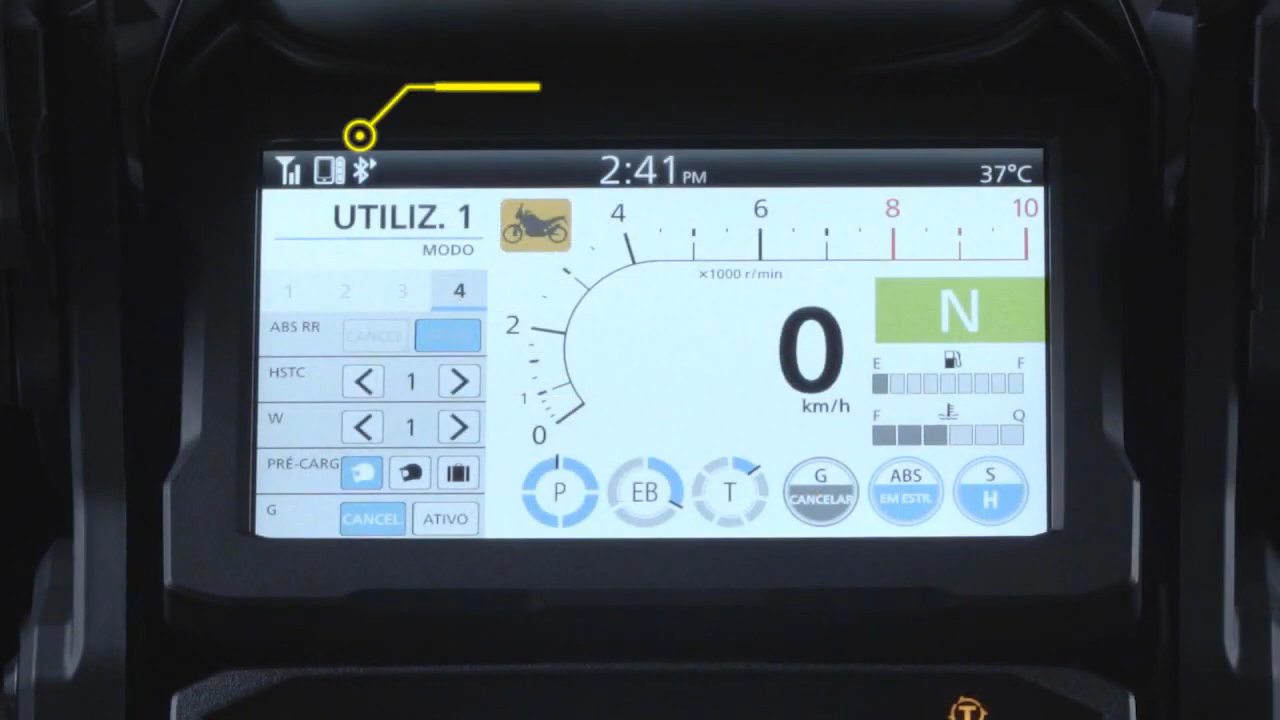 2:41 PM
37°C
UTILIZ. 1
MODO
1 2 3 4
ABS RR CANCEL
HSTC 1
W 1
PRÉ-CARG
G CANCEL ATIVO
0 1 2 4 6 8 10
×1000 r/min
0
km/h
N
E F
F Q
P
EB
T
G
CANCELAR
ABS
EM ESTR.
S
H
T